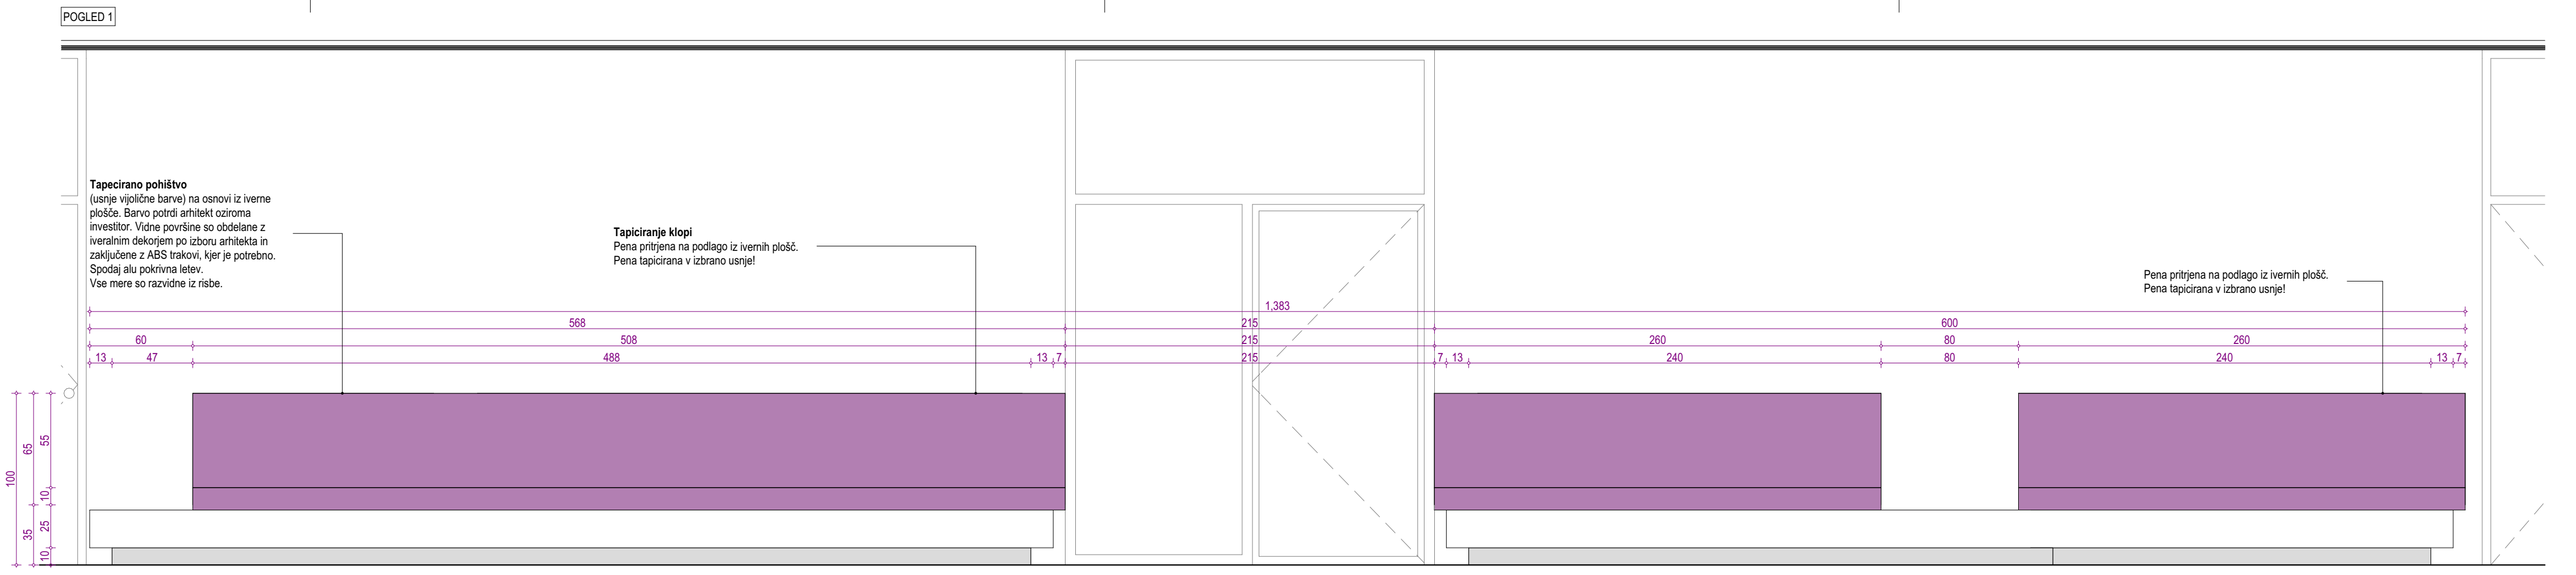 POGLED 1
Tapecirano pohištvo
(usnje vijolične barve) na osnovi iz iverne
plošče. Barvo potrdi arhitekt oziroma
investitor. Vidne površine so obdelane z
iveralnim dekorjem po izboru arhitekta in
zaključene z ABS trakovi, kjer je potrebno.
Spodaj alu pokrivna letev.
Vse mere so razvidne iz risbe.
Tapiciranje klopi
Pena pritrjena na podlago iz ivernih plošč.
Pena tapicirana v izbrano usnje!
Pena pritrjena na podlago iz ivernih plošč.
Pena tapicirana v izbrano usnje!
1,383
568 215 600
60 508 215 260 80 260
13 47 488 13 7 215 7 13 240 80 240 13 7
100
65 35
55 10 25 10